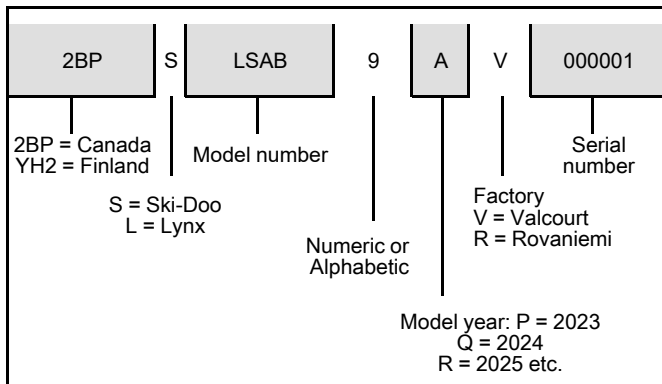 2BP S LSAB 9 A V 000001
2BP = Canada
YH2 = Finland
Model number
Serial
number
S = Ski-Doo
L = Lynx
Factory
V = Valcourt
R = Rovaniemi
Numeric or
Alphabetic
Model year: P = 2023
Q = 2024
R = 2025 etc.